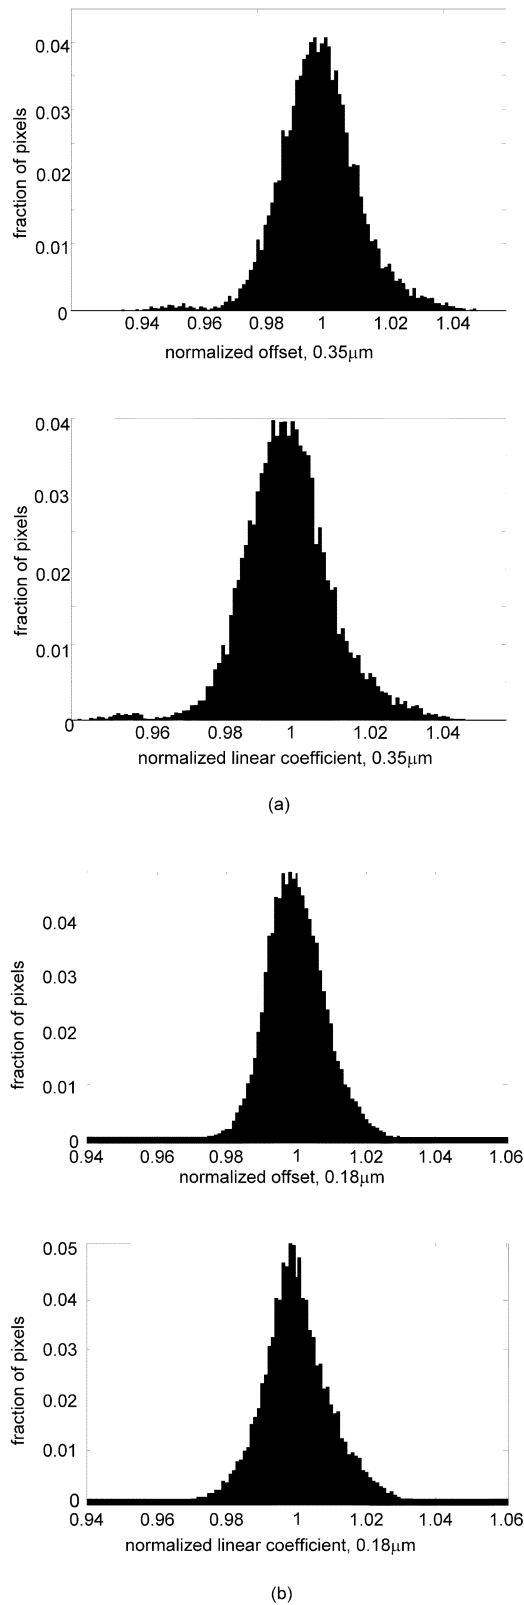 0.04
0.03
0.02
0.01
0
fraction of pixels
0.94 0.96 0.98 1 1.02 1.04
normalized offset, 0.35μm
0.04
0.03
0.02
0.01
0
fraction of pixels
0.96 0.98 1 1.02 1.04
normalized linear coefficient, 0.35μm
(a)
0.04
0.03
0.02
0.01
0
fraction of pixels
0.94 0.96 0.98 1 1.02 1.04 1.06
normalized offset, 0.18μm
0.05
0.04
0.03
0.02
0.01
0
fraction of pixels
0.94 0.96 0.98 1 1.02 1.04 1.06
normalized linear coefficient, 0.18μm
(b)